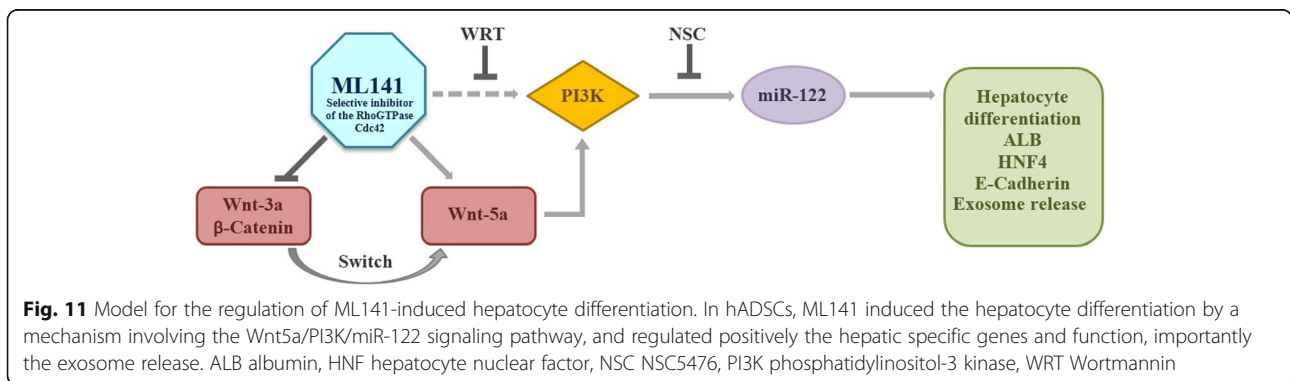 WRT
NSC
ML141
Selective inhibitor
of the RhoGTPase
Cdc42
PI3K
miR-122
Hepatocyte
differentiation
ALB
HNF4
E-Cadherin
Exosome release
Wnt-3a
β-Catenin
Wnt-5a
Switch
Fig. 11 Model for the regulation of ML141-induced hepatocyte differentiation. In hADSCs, ML141 induced the hepatocyte differentiation by a
mechanism involving the Wnt5a/PI3K/miR-122 signaling pathway, and regulated positively the hepatic specific genes and function, importantly
the exosome release. ALB albumin, HNF hepatocyte nuclear factor, NSC NSC5476, PI3K phosphatidylinositol-3 kinase, WRT Wortmannin